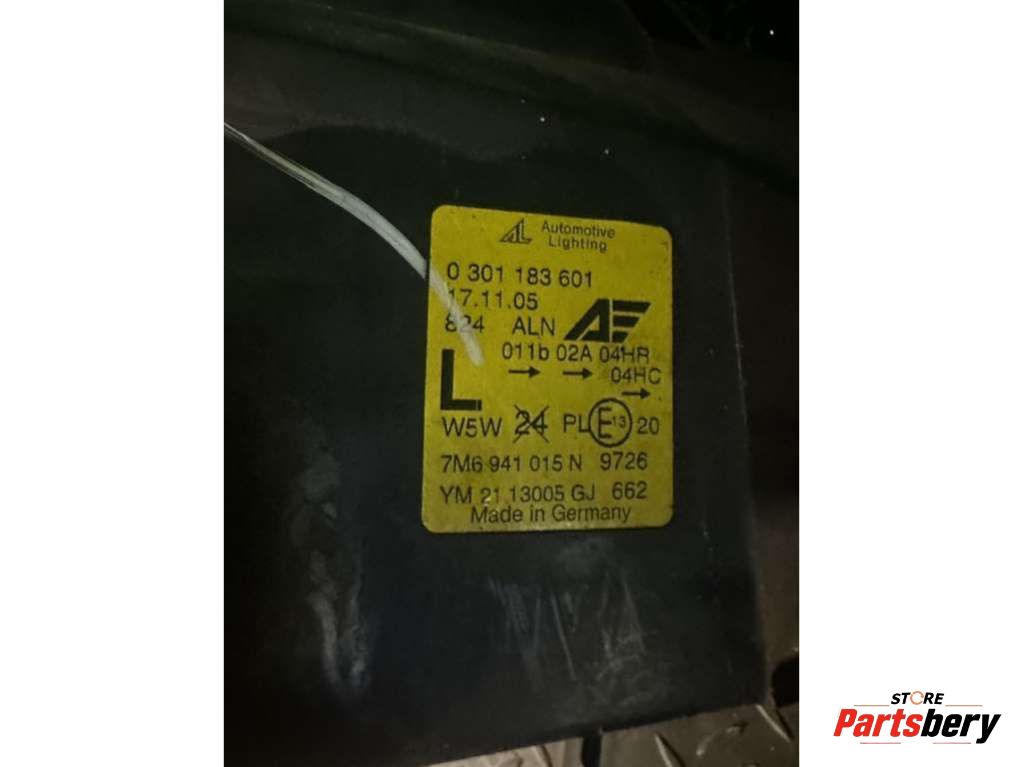 Automotive
Lighting
0 301 183 601
17.11.05
824 ALN AE
011b 02A 04HR
→ → 04HC
L →
W5W 24 PL E13 20
7M6 941 015 N 9726
YM 21 13005 GJ 662
Made in Germany
STORE
Partsbery